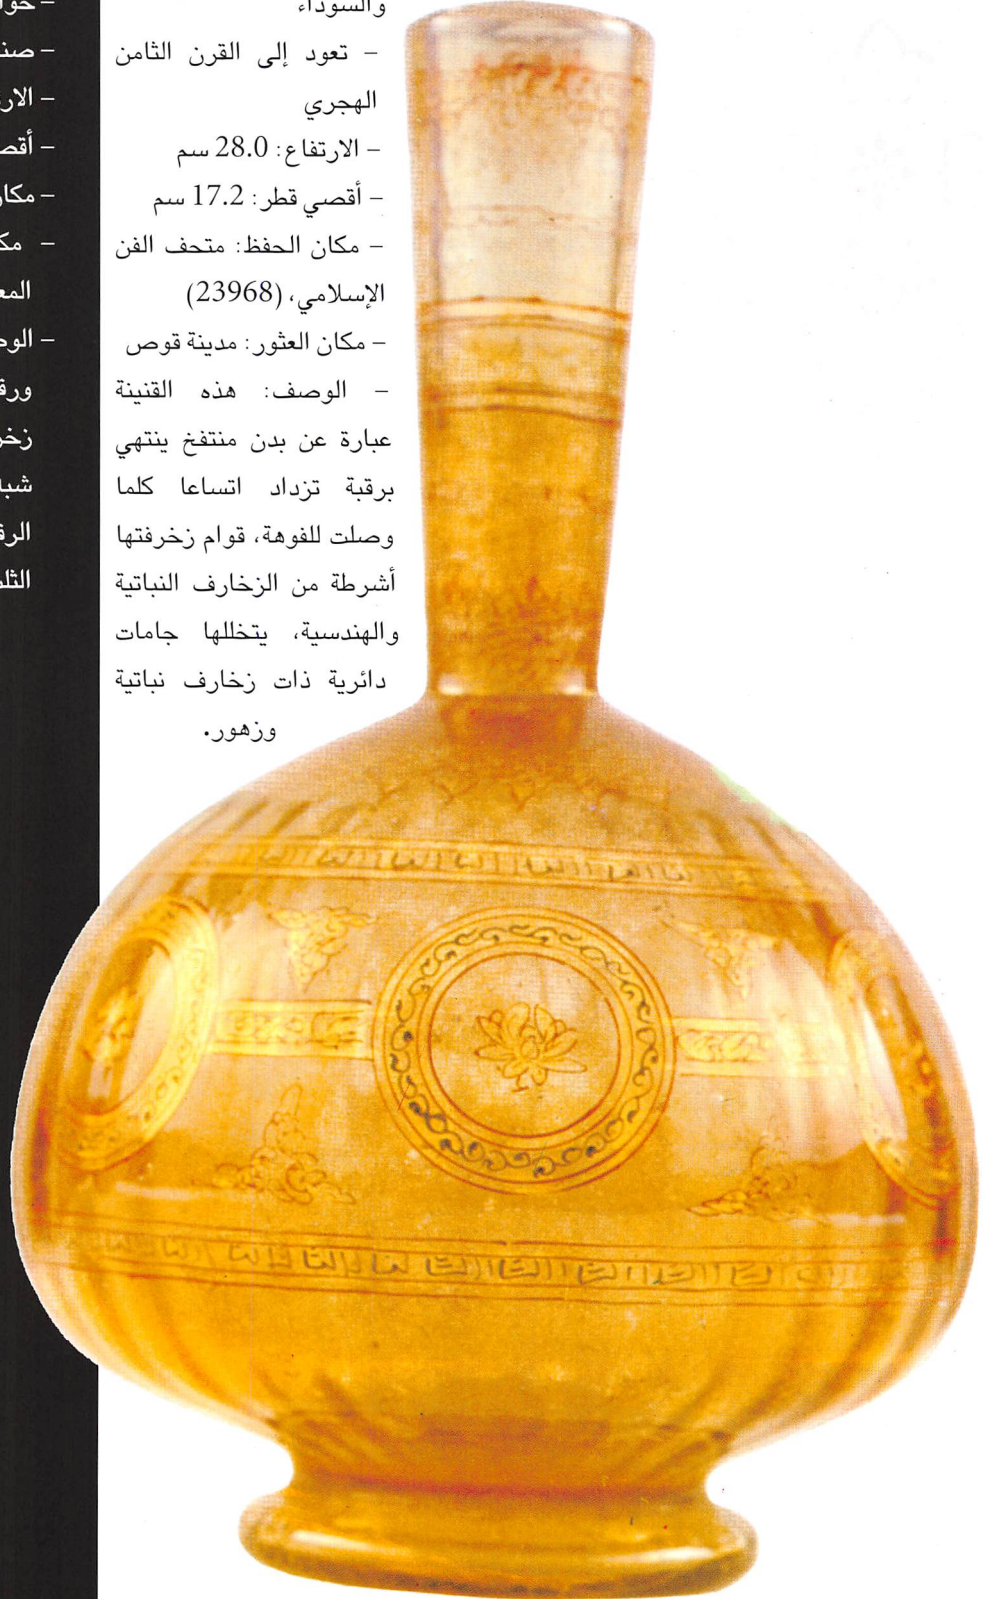 والسوداء
– تعود إلى القرن الثامن
الهجري
– الارتفاع: 28.0 سم
– أقصي قطر: 17.2 سم
– مكان الحفظ: متحف الفن
الإسلامي، (23968)
– مكان العثور: مدينة قوص
– الوصف: هذه القنينة
عبارة عن بدن منتفخ ينتهي
برقبة تزداد اتساعا كلما
وصلت للفوهة، قوام زخرفتها
أشرطة من الزخارف النباتية
والهندسية، يتخللها جامات
دائرية ذات زخارف نباتية
وزهور.